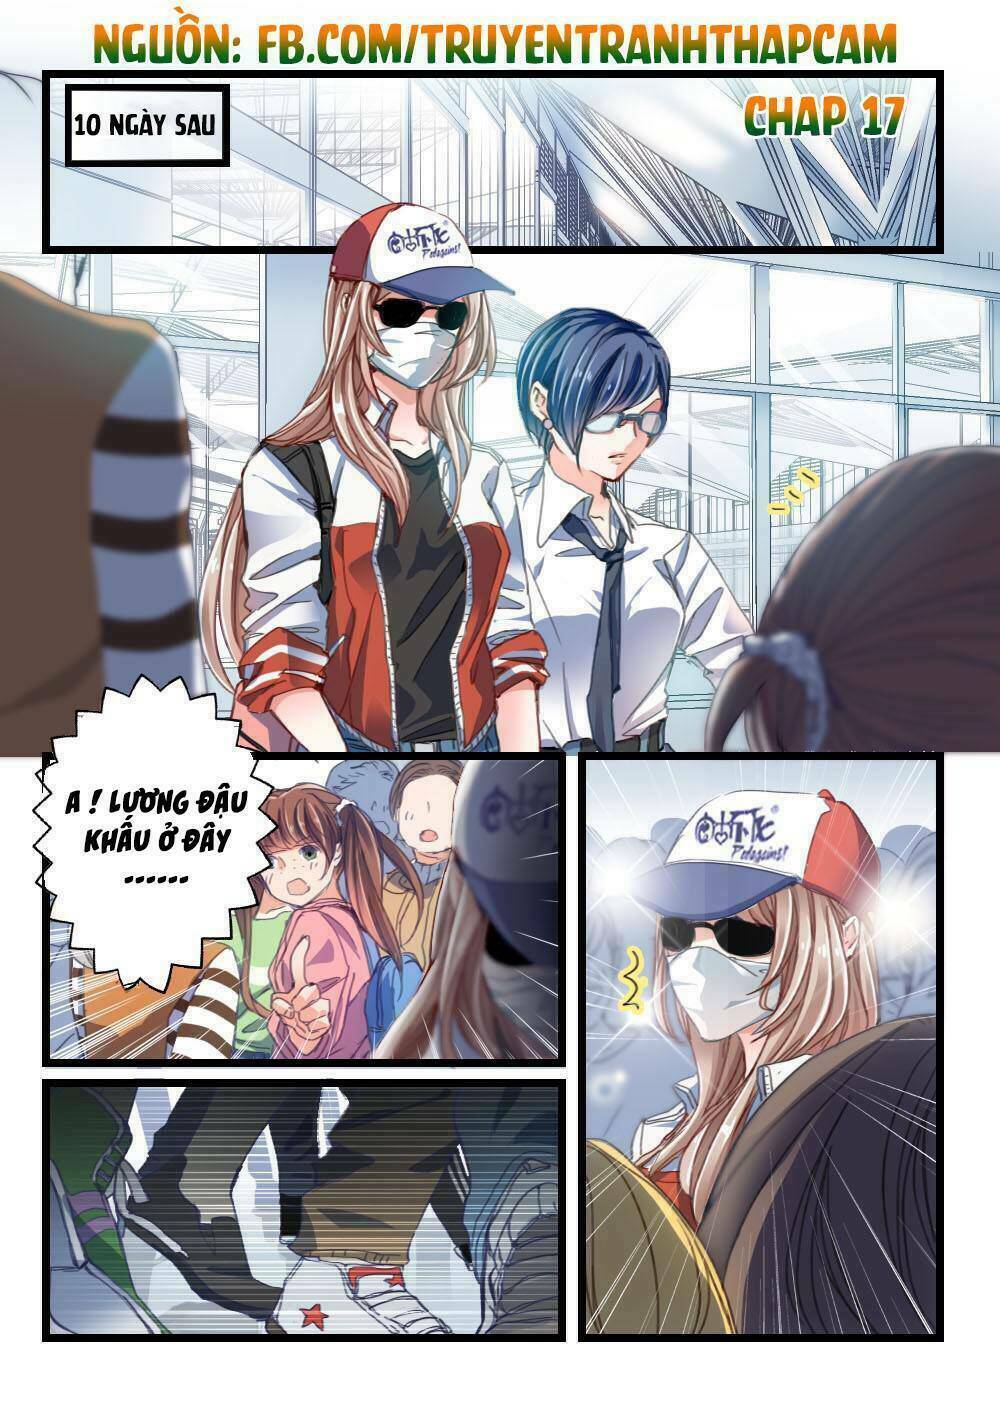 NGUỒN: FB.COM/TRUYENTRANHTHAPCAM
10 NGÀY SAU
CHAP 17
A ! LƯƠNG ĐẬU
KHẤU Ở ĐÂY
......